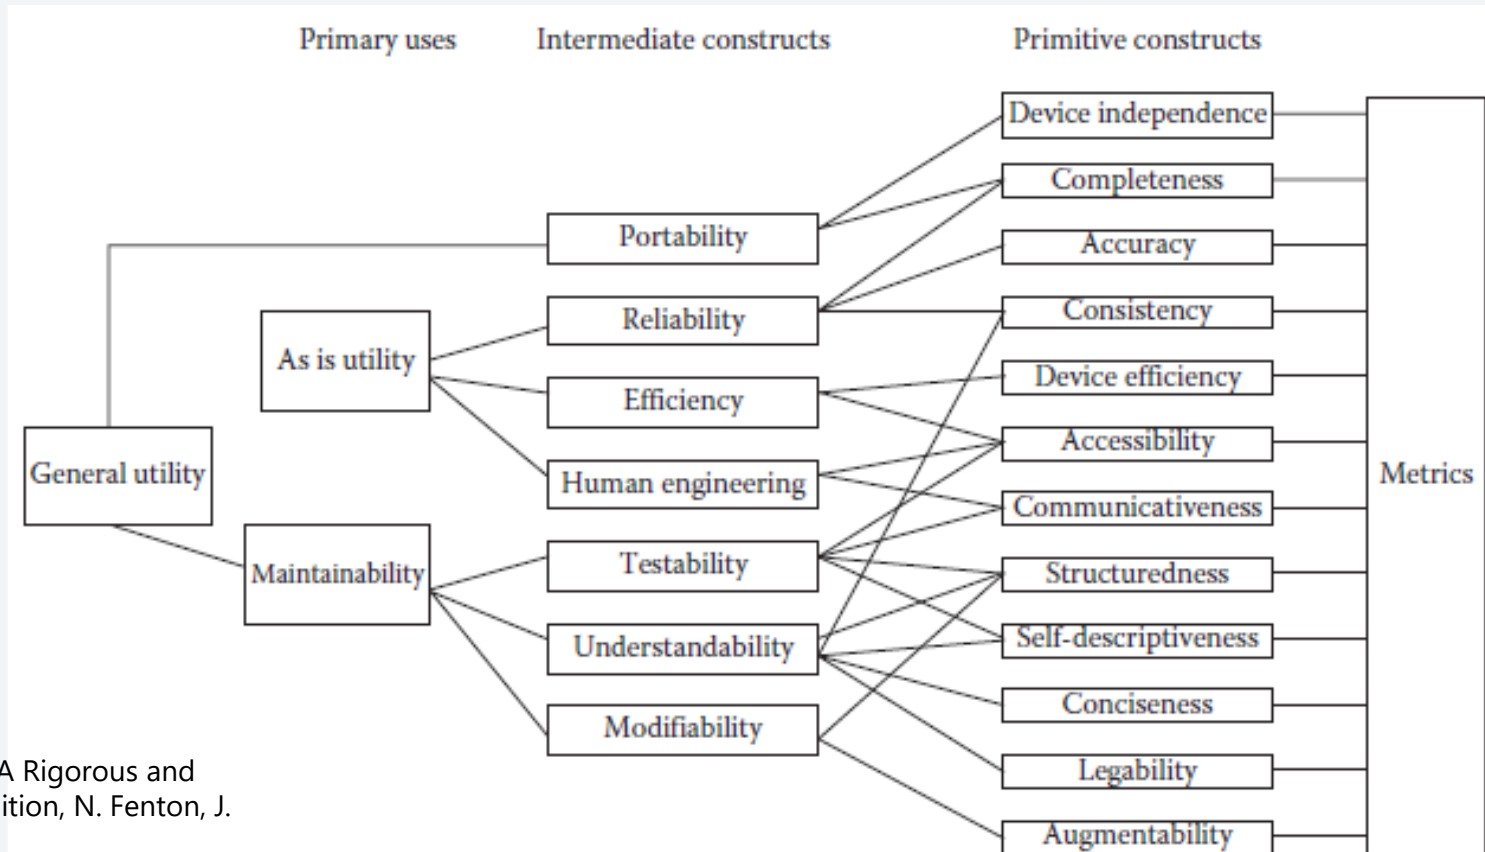 Primary uses
Intermediate constructs
Primitive constructs
Device independence
Completeness
Portability
Accuracy
Reliability
Consistency
As is utility
Device efficiency
Efficiency
Accessibility
General utility
Human engineering
Metrics
Communicativeness
Maintainability
Testability
Structuredness
Understandability
Self-descriptiveness
Modifiability
Conciseness
Legability
Augmentability
A Rigorous and
ition, N. Fenton, J.